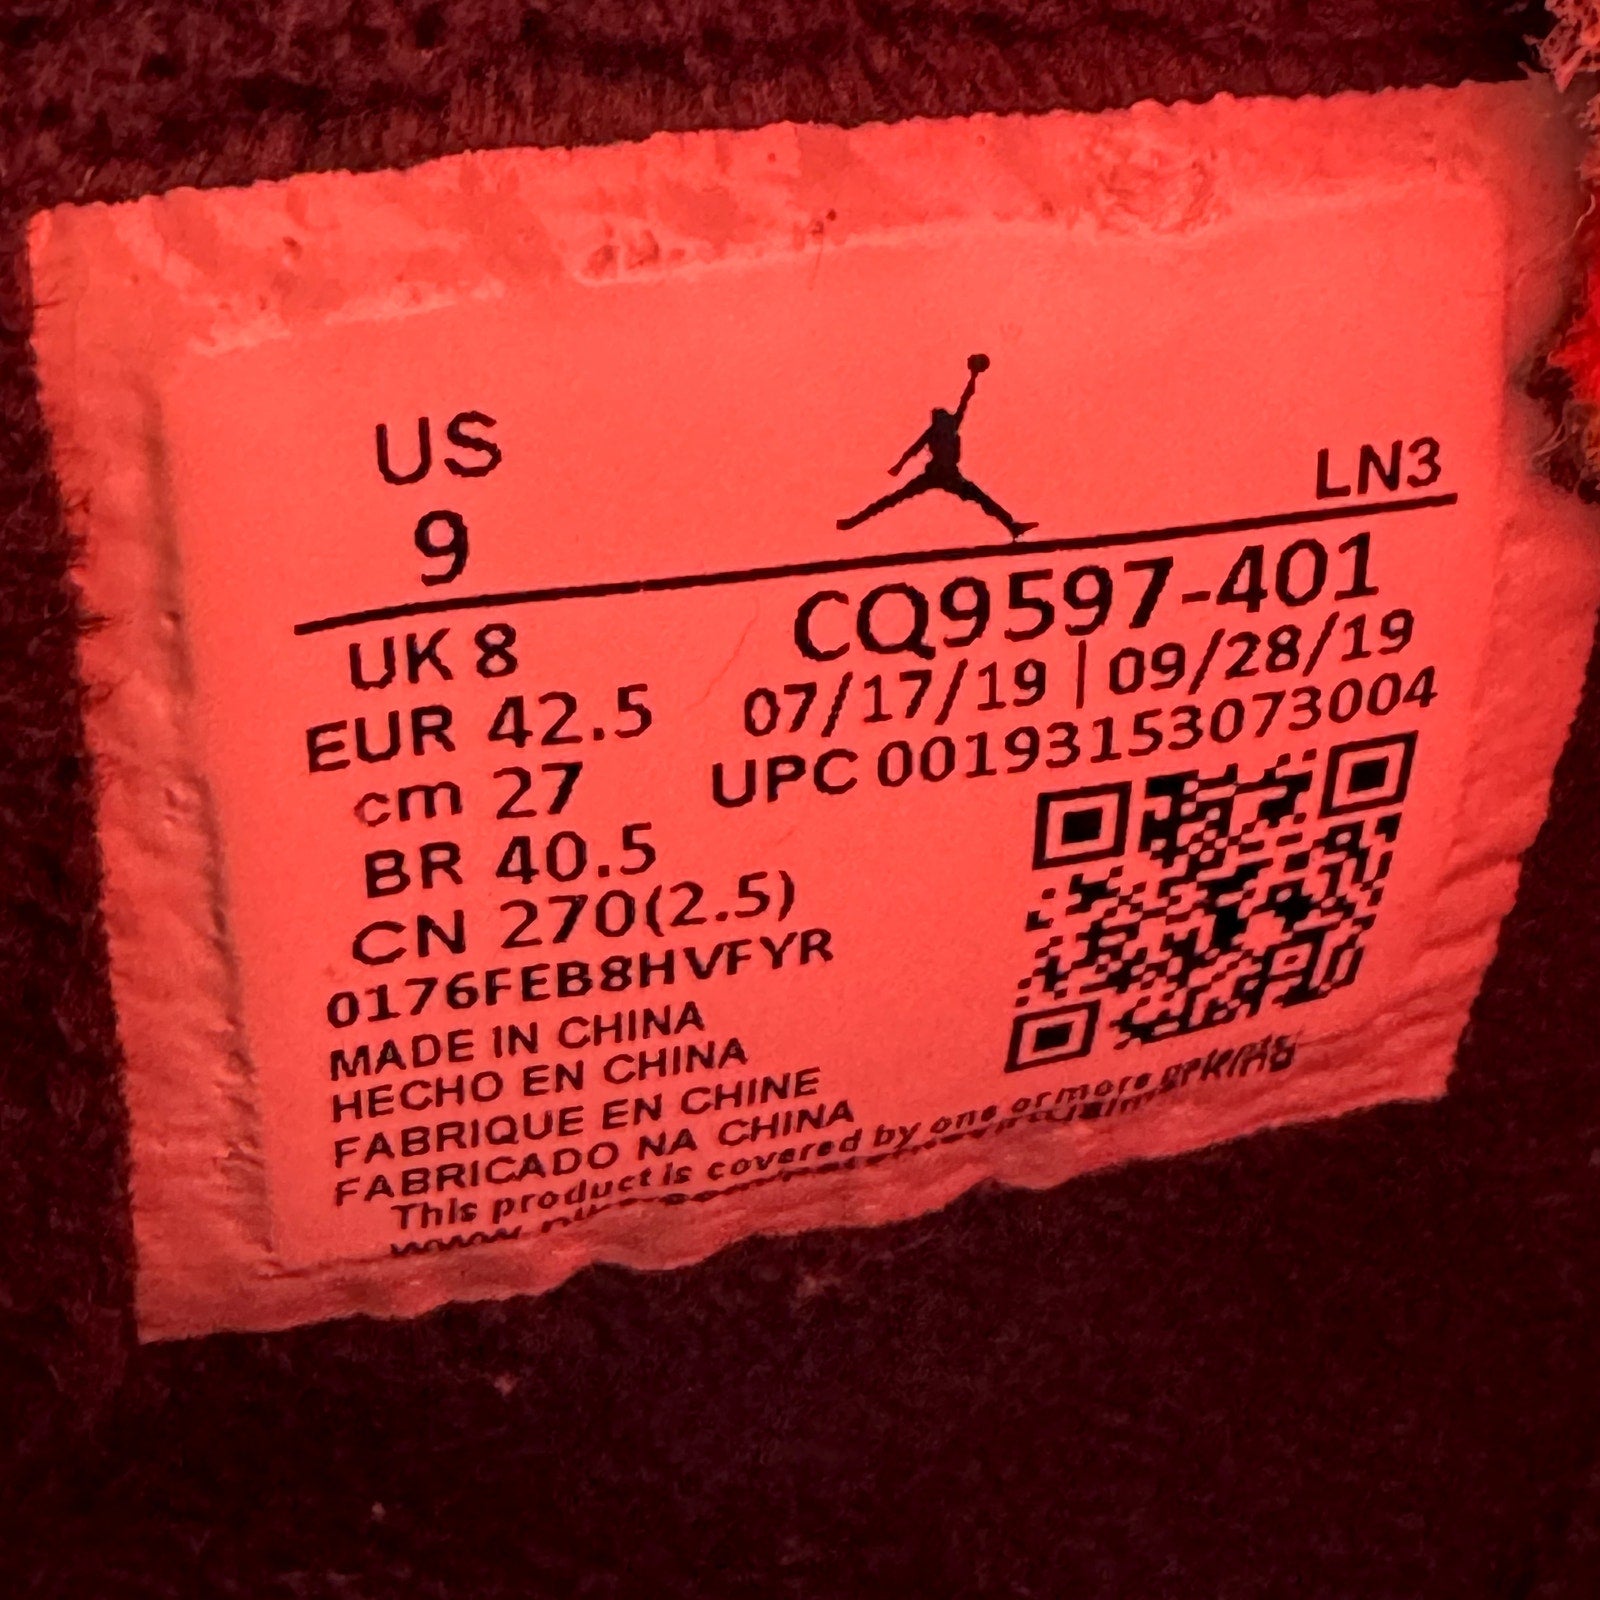 US
9
LN3
UK 8
EUR 42.5
cm 27
BR 40.5
CN 270(2.5)
CQ9597-401
07/17/19 | 09/28/19
UPC 00193153073004
0176FEB8HVFYR
MADE IN CHINA
HECHO EN CHINA
FABRIQUE EN CHINE
FABRICADO NA CHINA
This product is covered by one or more patents